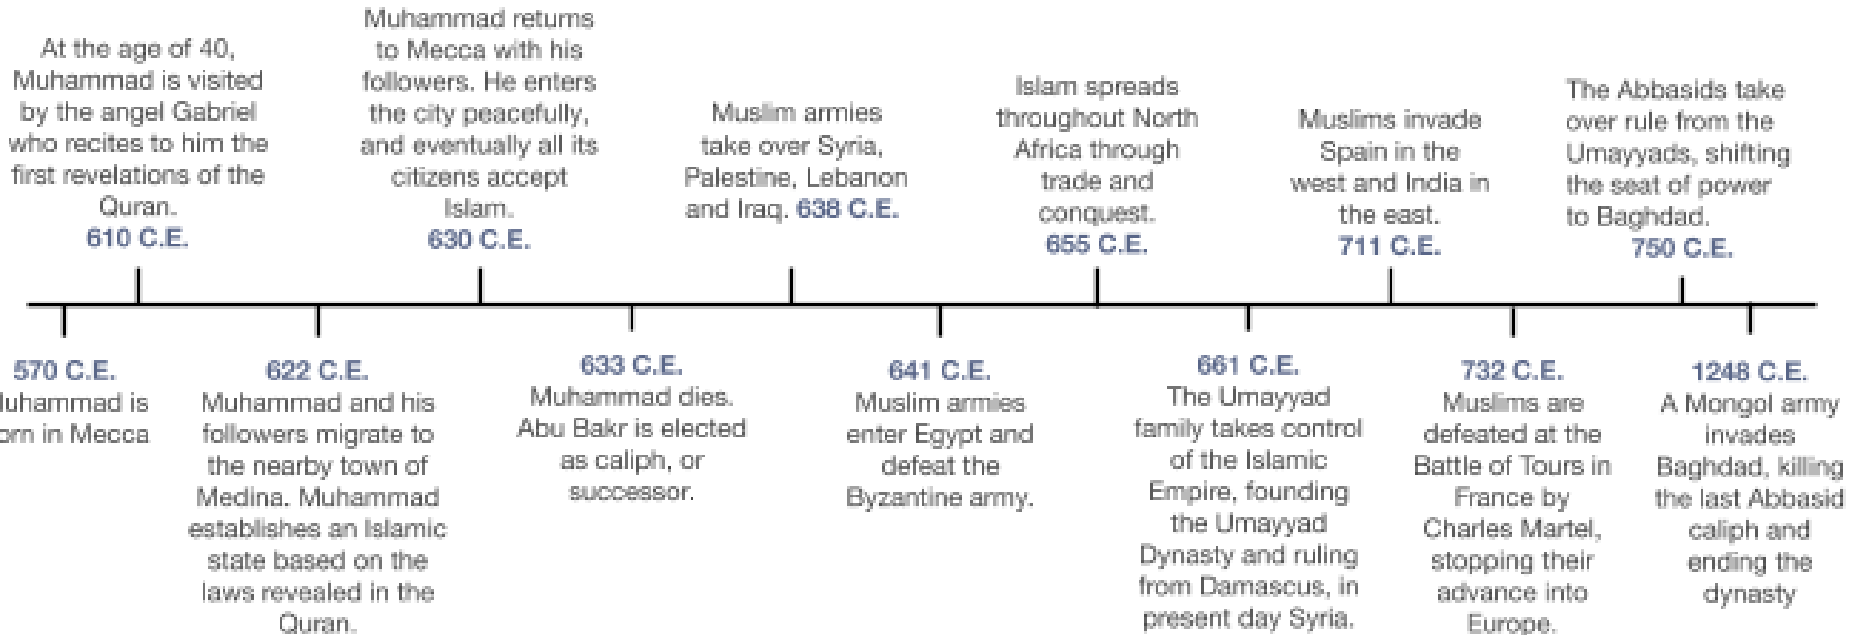 At the age of 40,
Muhammad is visited
by the angel Gabriel
who recites to him the
first revelations of the
Quran.
610 C.E.
Muhammad returns
to Mecca with his
followers. He enters
the city peacefully,
and eventually all its
citizens accept
Islam.
630 C.E.
Muslim armies
take over Syria,
Palestine, Lebanon
and Iraq. 638 C.E.
Islam spreads
throughout North
Africa through
trade and
conquest.
655 C.E.
Muslims invade
Spain in the
west and India in
the east.
711 C.E.
The Abbasids take
over rule from the
Umayyads, shifting
the seat of power
to Baghdad.
750 C.E.
570 C.E.
uhammad is
orn in Mecca
622 C.E.
Muhammad and his
followers migrate to
the nearby town of
Medina. Muhammad
establishes an Islamic
state based on the
laws revealed in the
Quran.
633 C.E.
Muhammad dies.
Abu Bakr is elected
as caliph, or
successor.
641 C.E.
Muslim armies
enter Egypt and
defeat the
Byzantine army.
661 C.E.
The Umayyad
family takes control
of the Islamic
Empire, founding
the Umayyad
Dynasty and ruling
from Damascus, in
present day Syria.
732 C.E.
Muslims are
defeated at the
Battle of Tours in
France by
Charles Martel,
stopping their
advance into
Europe.
1248 C.E.
A Mongol army
invades
Baghdad, killing
the last Abbasid
caliph and
ending the
dynasty